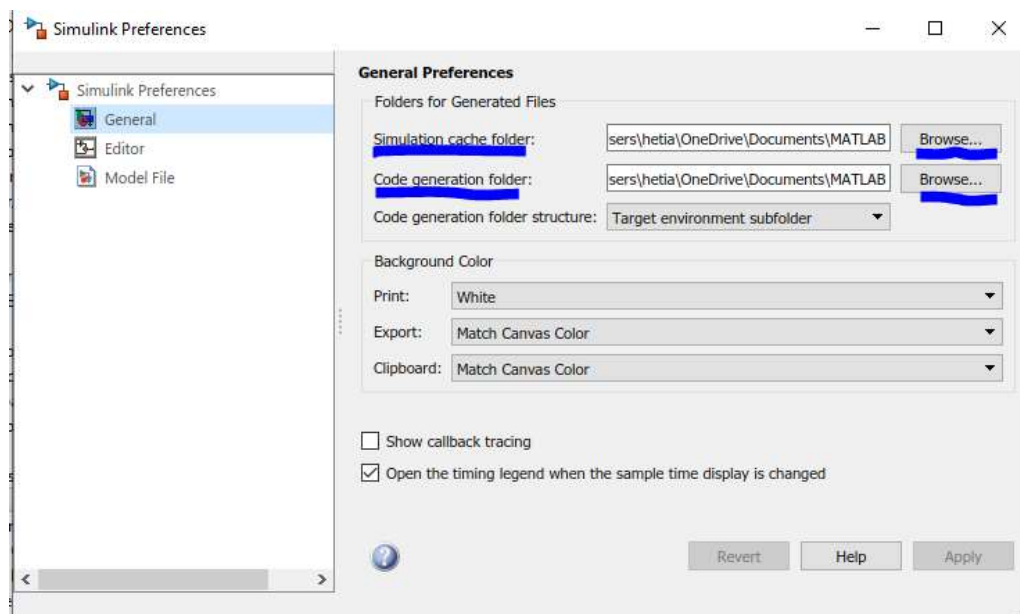 Simulink Preferences
Simulink Preferences
General
Editor
Model File
General Preferences
Folders for Generated Files
Simulation cache folder: sers\hetia\OneDrive\Documents\MATLAB Browse...
Code generation folder: sers\hetia\OneDrive\Documents\MATLAB Browse...
Code generation folder structure: Target environment subfolder
Background Color
Print: White
Export: Match Canvas Color
Clipboard: Match Canvas Color
Show callback tracing
Open the timing legend when the sample time display is changed
Revert Help Apply